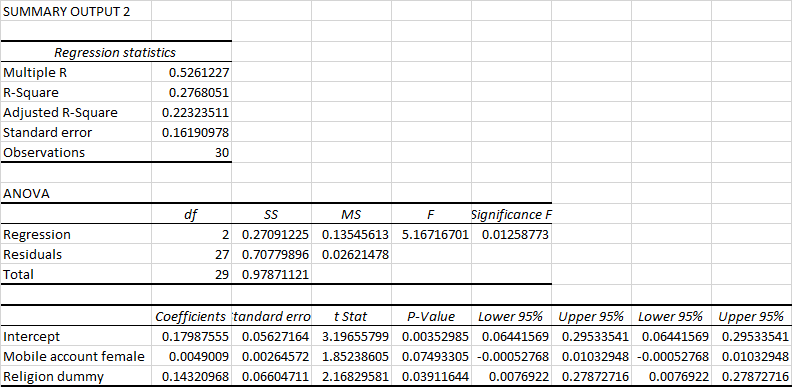 SUMMARY OUTPUT 2
Regression statistics
Multiple R 0.5261227
R-Square 0.2768051
Adjusted R-Square 0.22323511
Standard error 0.16190978
Observations 30
ANOVA
df SS MS F Significance F
Regression 2 0.27091225 0.13545613 5.16716701 0.01258773
Residuals 27 0.70779896 0.02621478
Total 29 0.97871121
Coefficients tandard erro t Stat P-Value Lower 95% Upper 95% Lower 95% Upper 95%
Intercept 0.17987555 0.05627164 3.19655799 0.00352985 0.06441569 0.29533541 0.06441569 0.29533541
Mobile account female 0.0049009 0.00264572 1.85238605 0.07493305 -0.00052768 0.01032948 -0.00052768 0.01032948
Religion dummy 0.14320968 0.06604711 2.16829581 0.03911644 0.0076922 0.27872716 0.0076922 0.27872716